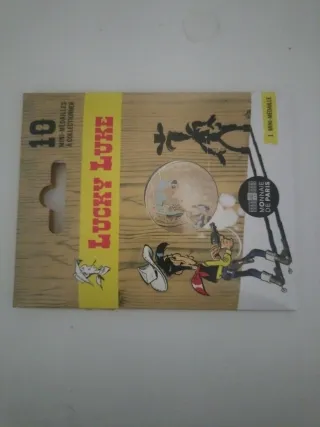 10
MINI-MÉDAILLES
À COLLECTIONNER
LUCKY LUKE
MONNAIE
DE PARIS
1 MINI-MÉDAILLE